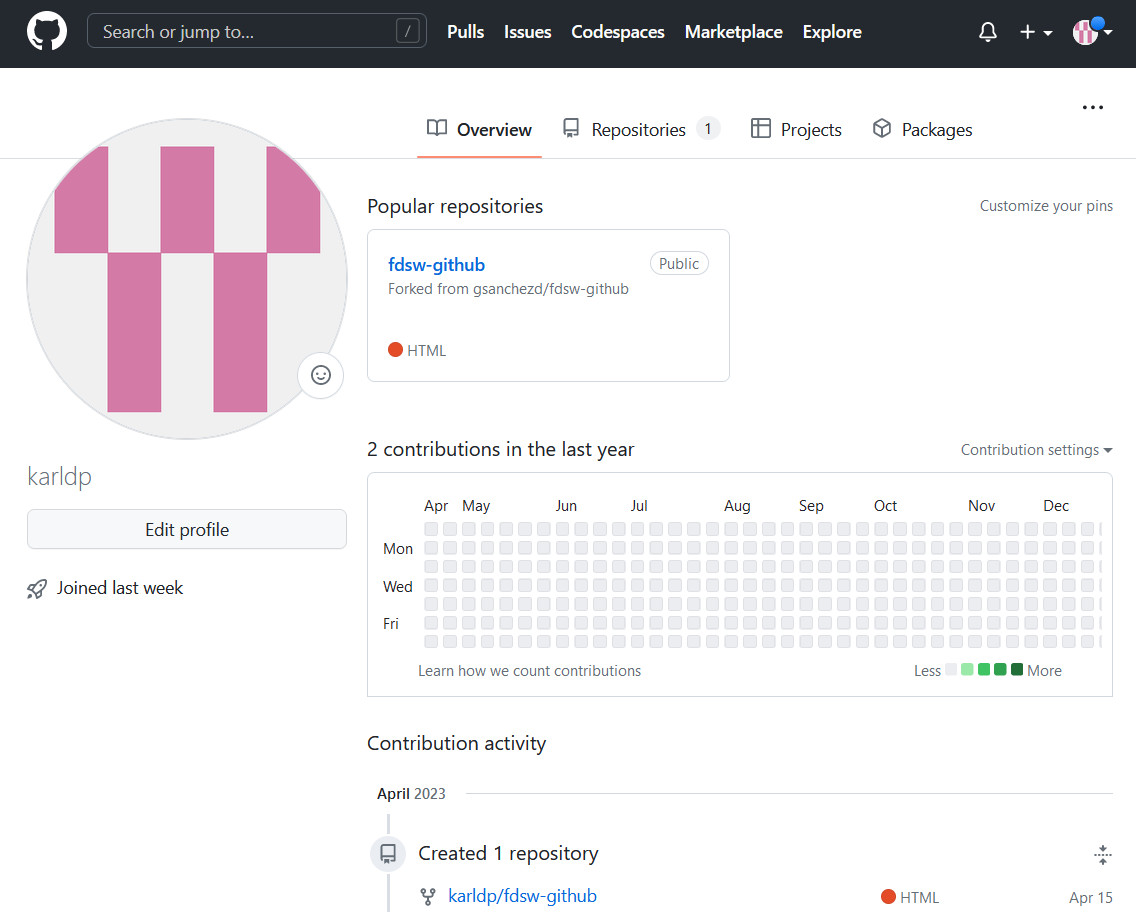 Search or jump to... / Pulls Issues Codespaces Marketplace Explore
Overview Repositories 1 Projects Packages
Popular repositories Customize your pins
fdsw-github Public
Forked from gsanchezd/fdsw-github
HTML
karldp
Edit profile
Joined last week
2 contributions in the last year Contribution settings
Apr May Jun Jul Aug Sep Oct Nov Dec
Mon
Wed
Fri
Learn how we count contributions Less More
Contribution activity
April 2023
Created 1 repository
karldp/fdsw-github HTML Apr 15